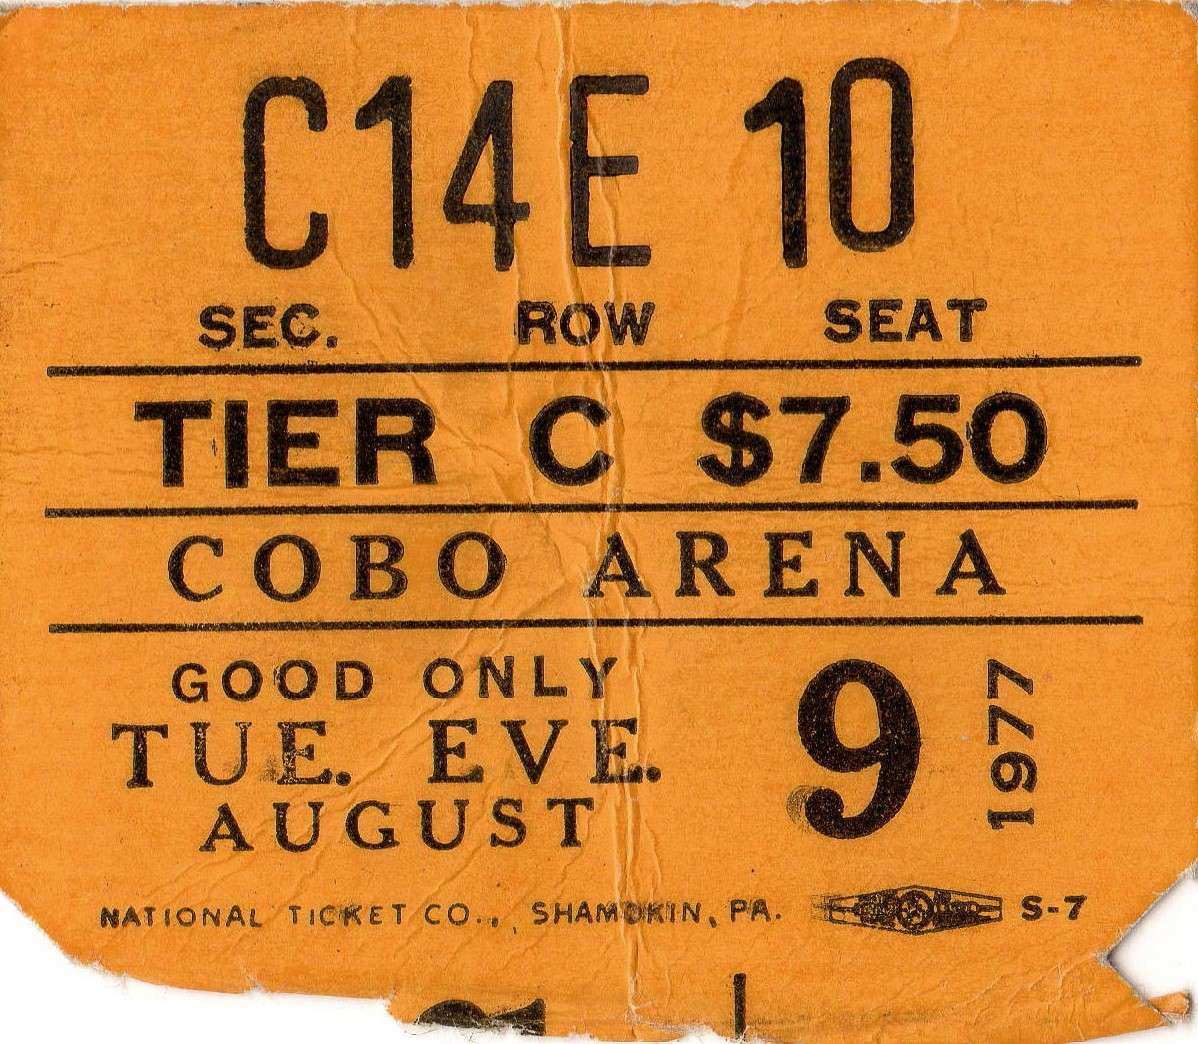 C14 E 10
SEC. ROW SEAT
TIER C $7.50
COBO ARENA
GOOD ONLY
TUE. EVE.
AUGUST
9
1977
NATIONAL TICKET CO., SHAMOKIN, PA. S-7